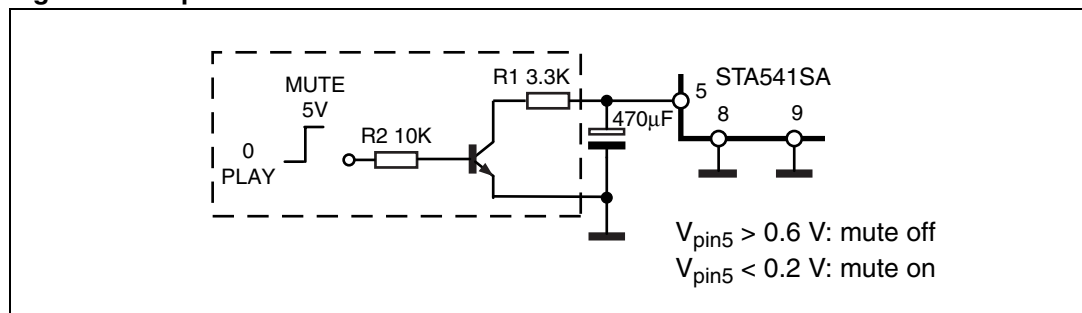 MUTE
5V
0
PLAY
R2 10K
R1 3.3K
470µF
5
STA541SA
8
9
Vpin5 > 0.6 V: mute off
Vpin5 < 0.2 V: mute on